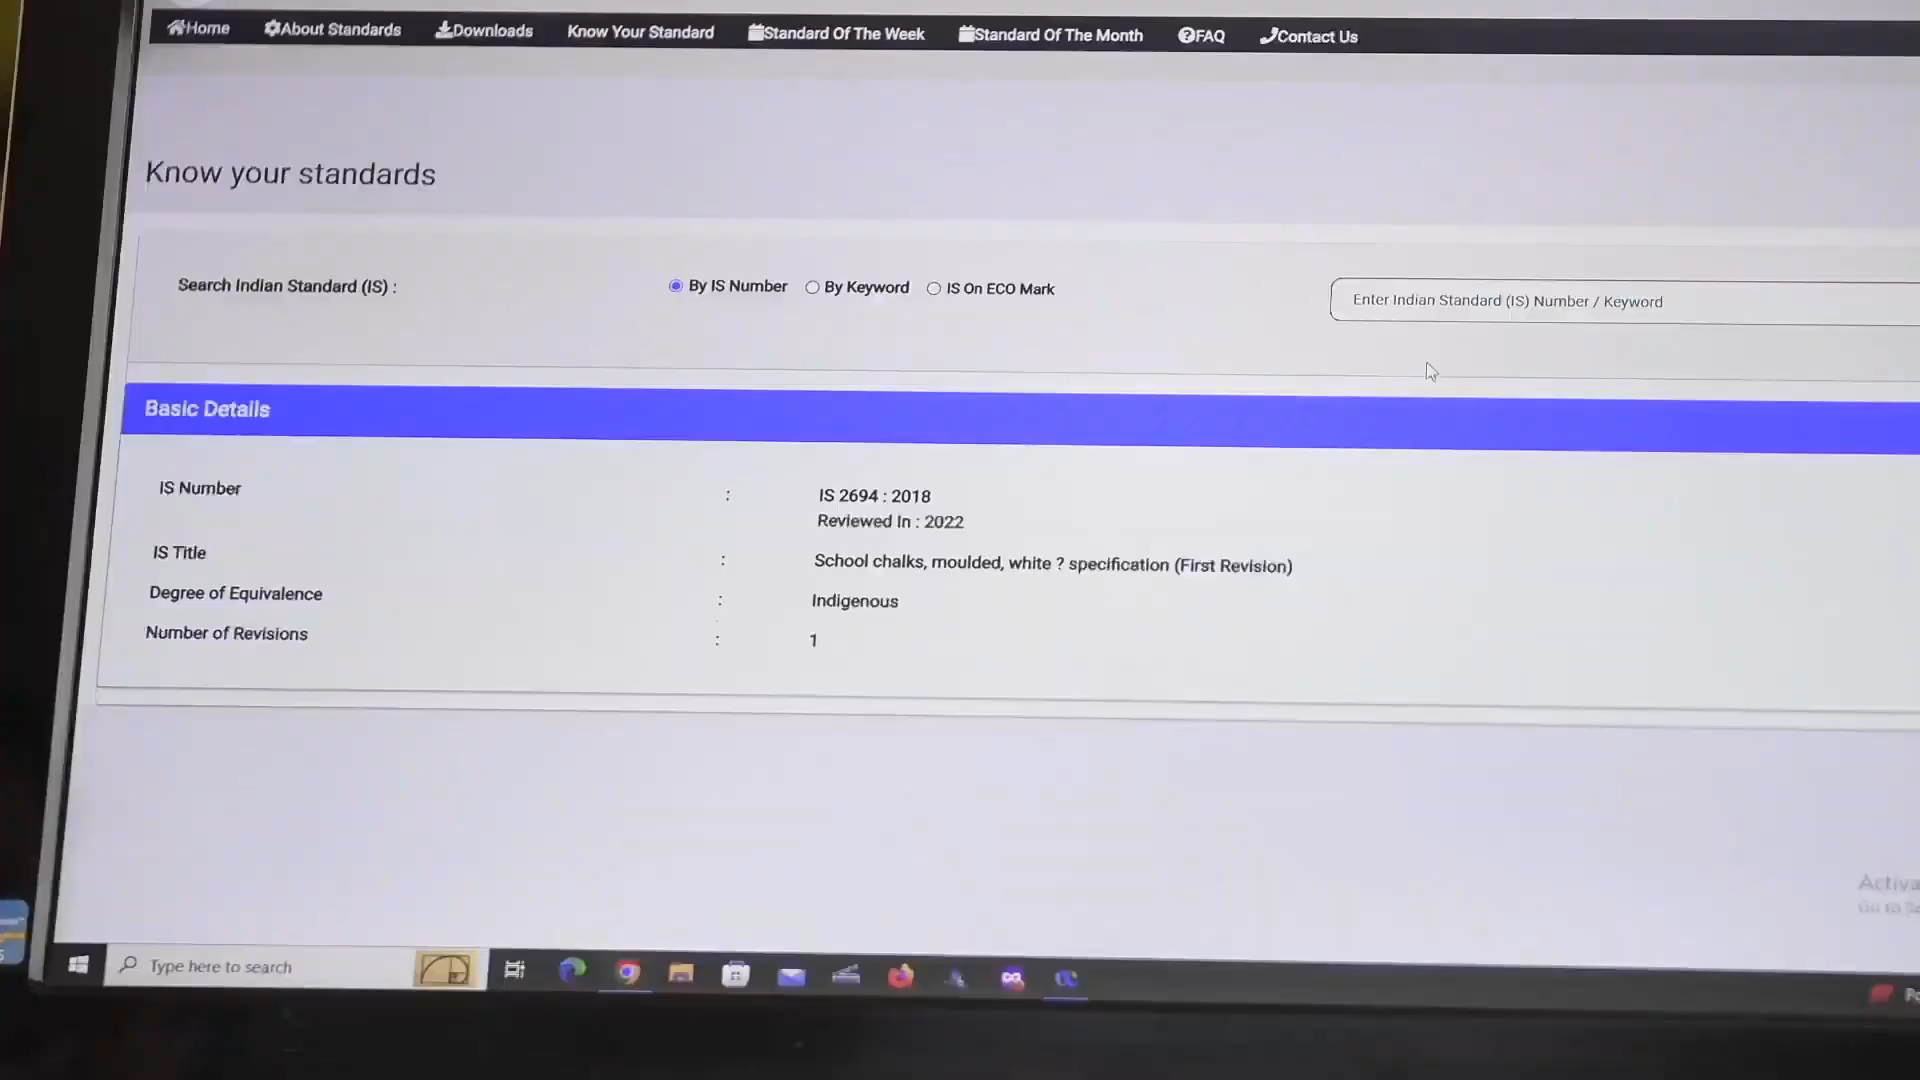 Home About Standards Downloads Know Your Standard Standard Of The Week Standard Of The Month FAQ Contact Us
Know your standards
Search Indian Standard (IS) : By IS Number By Keyword IS On ECO Mark Enter Indian Standard (IS) Number / Keyword
Basic Details
IS Number : IS 2694 : 2018
Reviewed In : 2022
IS Title : School chalks, moulded, white ? specification (First Revision)
Degree of Equivalence : Indigenous
Number of Revisions : 1
Type here to search